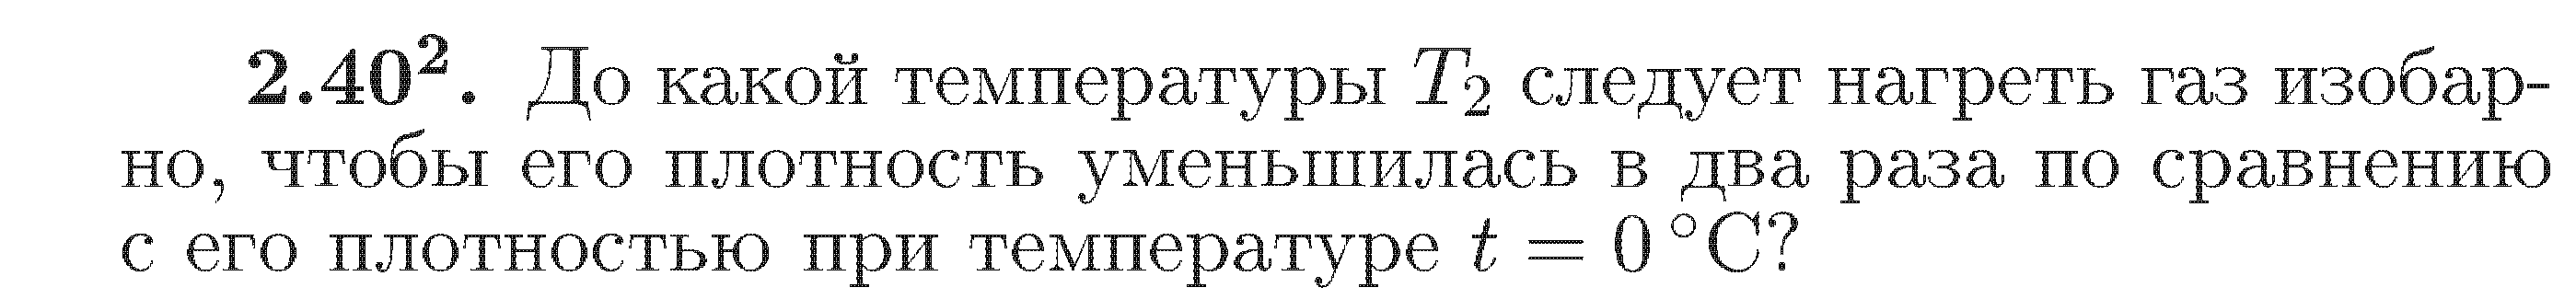 2.40². До какой температуры T₂ следует нагреть газ изобар-
но, чтобы его плотность уменьшилась в два раза по сравнению
с его плотностью при температуре t = 0 °C?